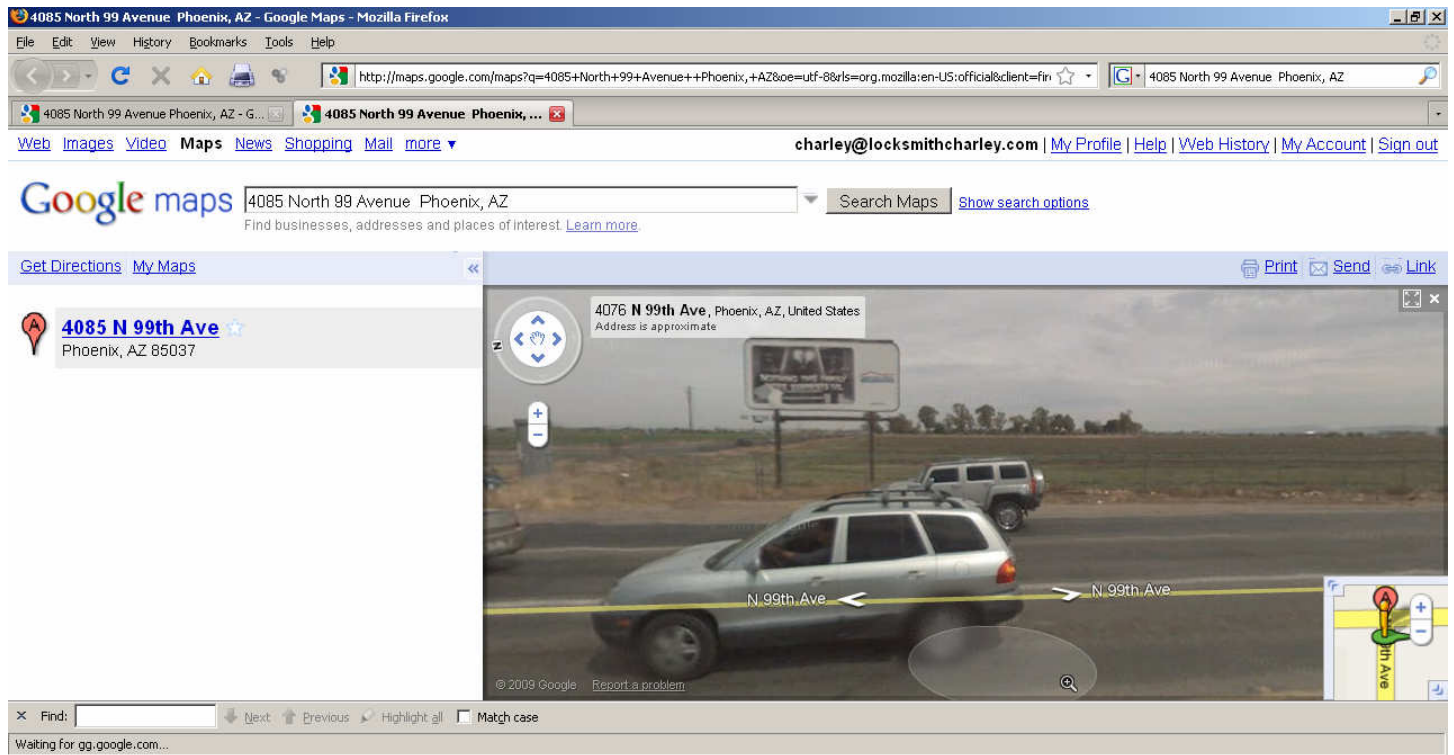 4085 North 99 Avenue  Phoenix, AZ - Google Maps - Mozilla Firefox
File Edit View History Bookmarks Tools Help
http://maps.google.com/maps?q=4085+North+99+Avenue++Phoenix,+AZ&oe=utf-8&rls=org.mozilla:en-US:official&client=fire 4085 North 99 Avenue  Phoenix, AZ
4085 North 99 Avenue Phoenix, AZ - G... 4085 North 99 Avenue  Phoenix, ...
Web Images Video Maps News Shopping Mail more ▼ charley@locksmithcharley.com | My Profile | Help | Web History | My Account | Sign out
Google maps 4085 North 99 Avenue  Phoenix, AZ Search Maps Show search options
Find businesses, addresses and places of interest. Learn more.
Get Directions My Maps « Print Send Link
4076 N 99th Ave, Phoenix, AZ, United States
Address is approximate
A 4085 N 99th Ave
Phoenix, AZ 85037
N
N 99th Ave N 99th Ave
A
th Ave
© 2009 Google Report a problem
Find: Next Previous Highlight all Match case
Waiting for gg.google.com...